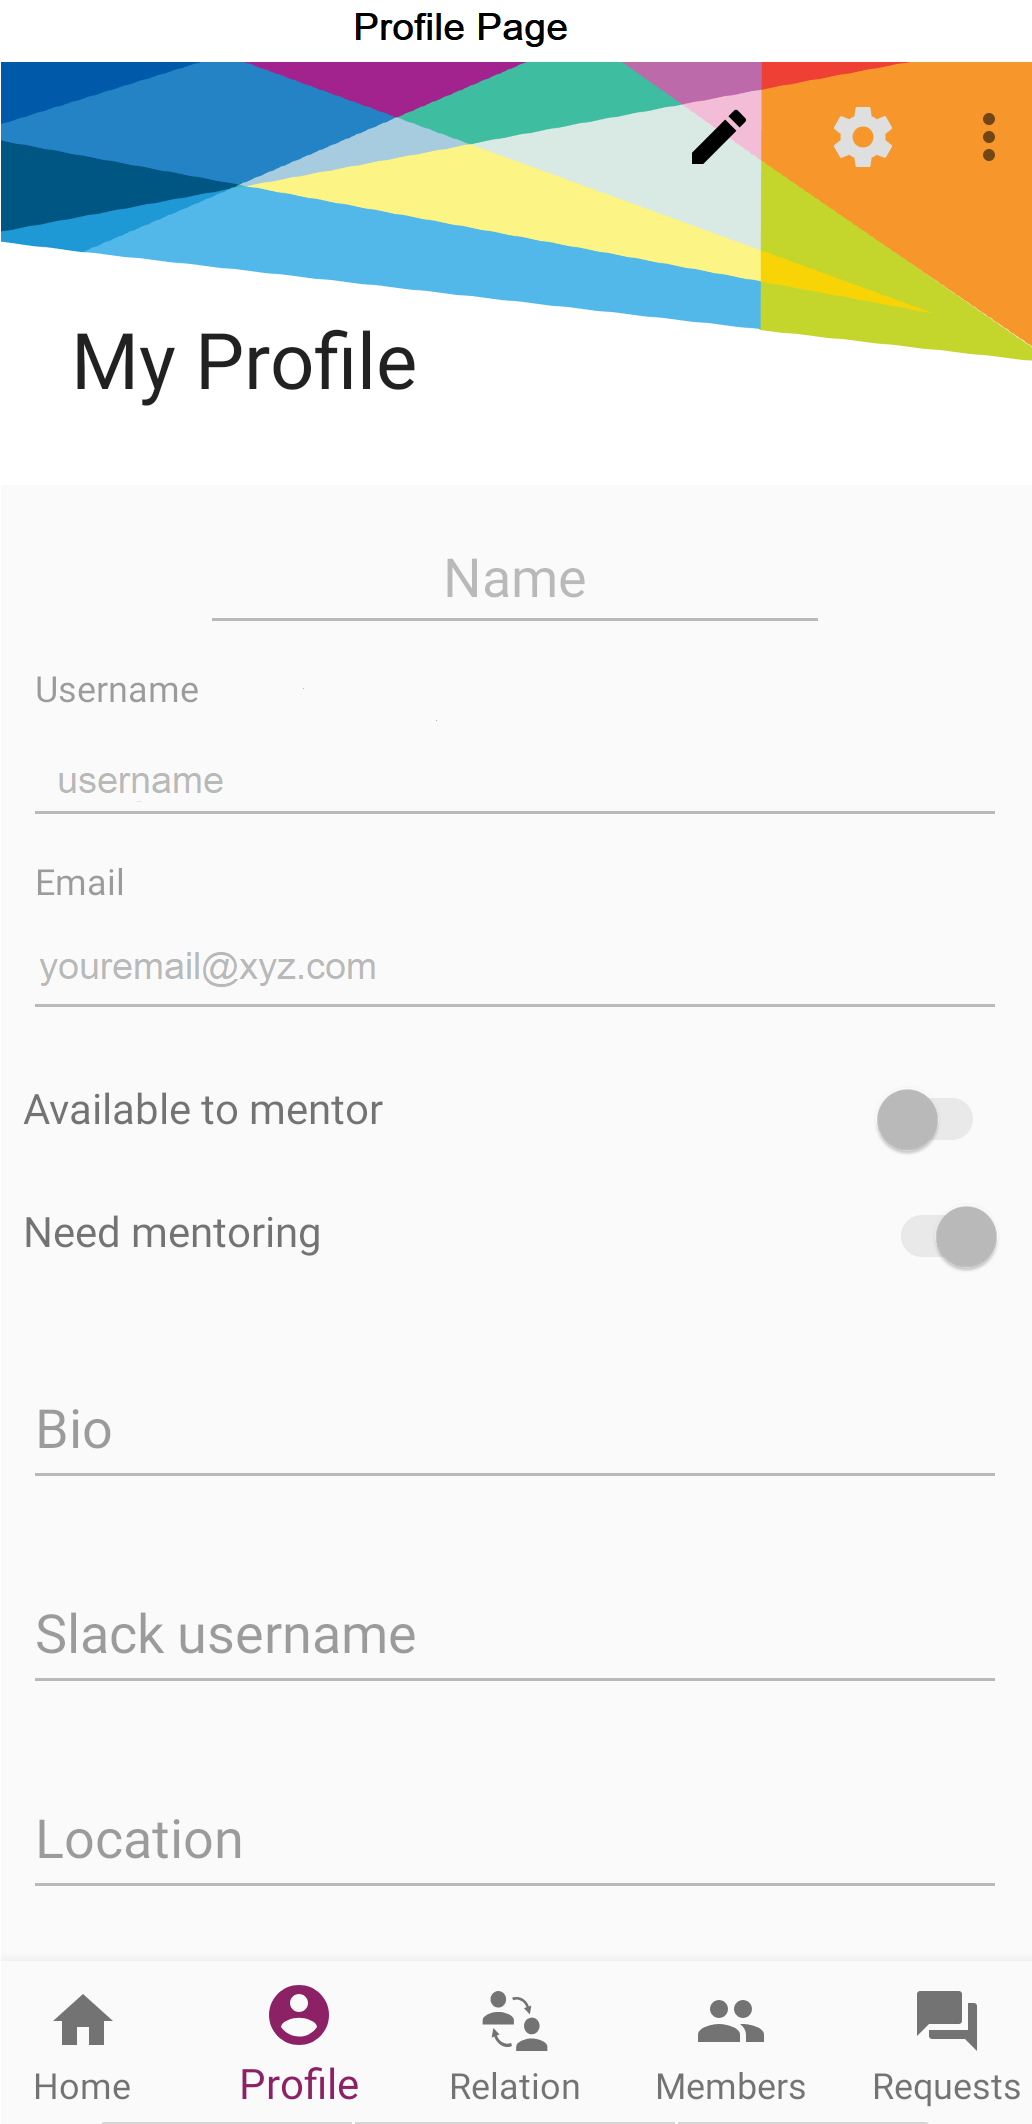 Profile Page
My Profile
Name
Username
username
Email
youremail@xyz.com
Available to mentor
Need mentoring
Bio
Slack username
Location
Home Profile Relation Members Requests